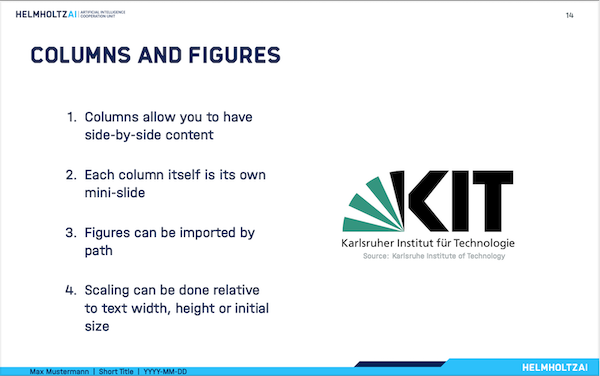 HELMHOLTZAI | ARTIFICIAL INTELLIGENCE
COOPERATION UNIT
14
COLUMNS AND FIGURES
1. Columns allow you to have
side-by-side content
2. Each column itself is its own
mini-slide
3. Figures can be imported by
path
4. Scaling can be done relative
to text width, height or initial
size
KIT
Karlsruher Institut für Technologie
Source: Karlsruhe Institute of Technology
Max Mustermann | Short Title | YYYY-MM-DD
HELMHOLTZAI